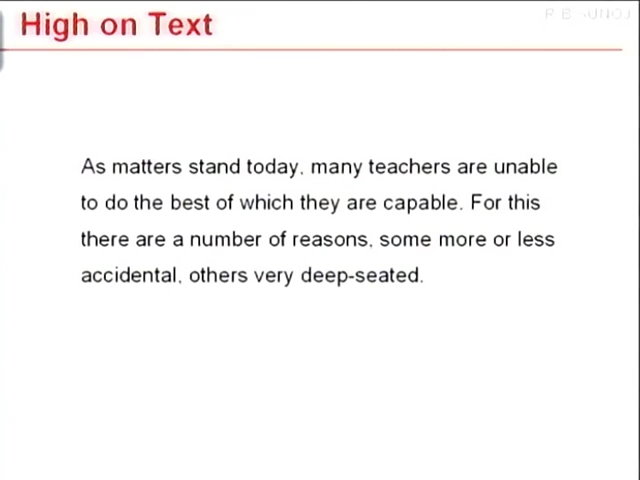 High on Text
As matters stand today, many teachers are unable
to do the best of which they are capable. For this
there are a number of reasons, some more or less
accidental, others very deep-seated.